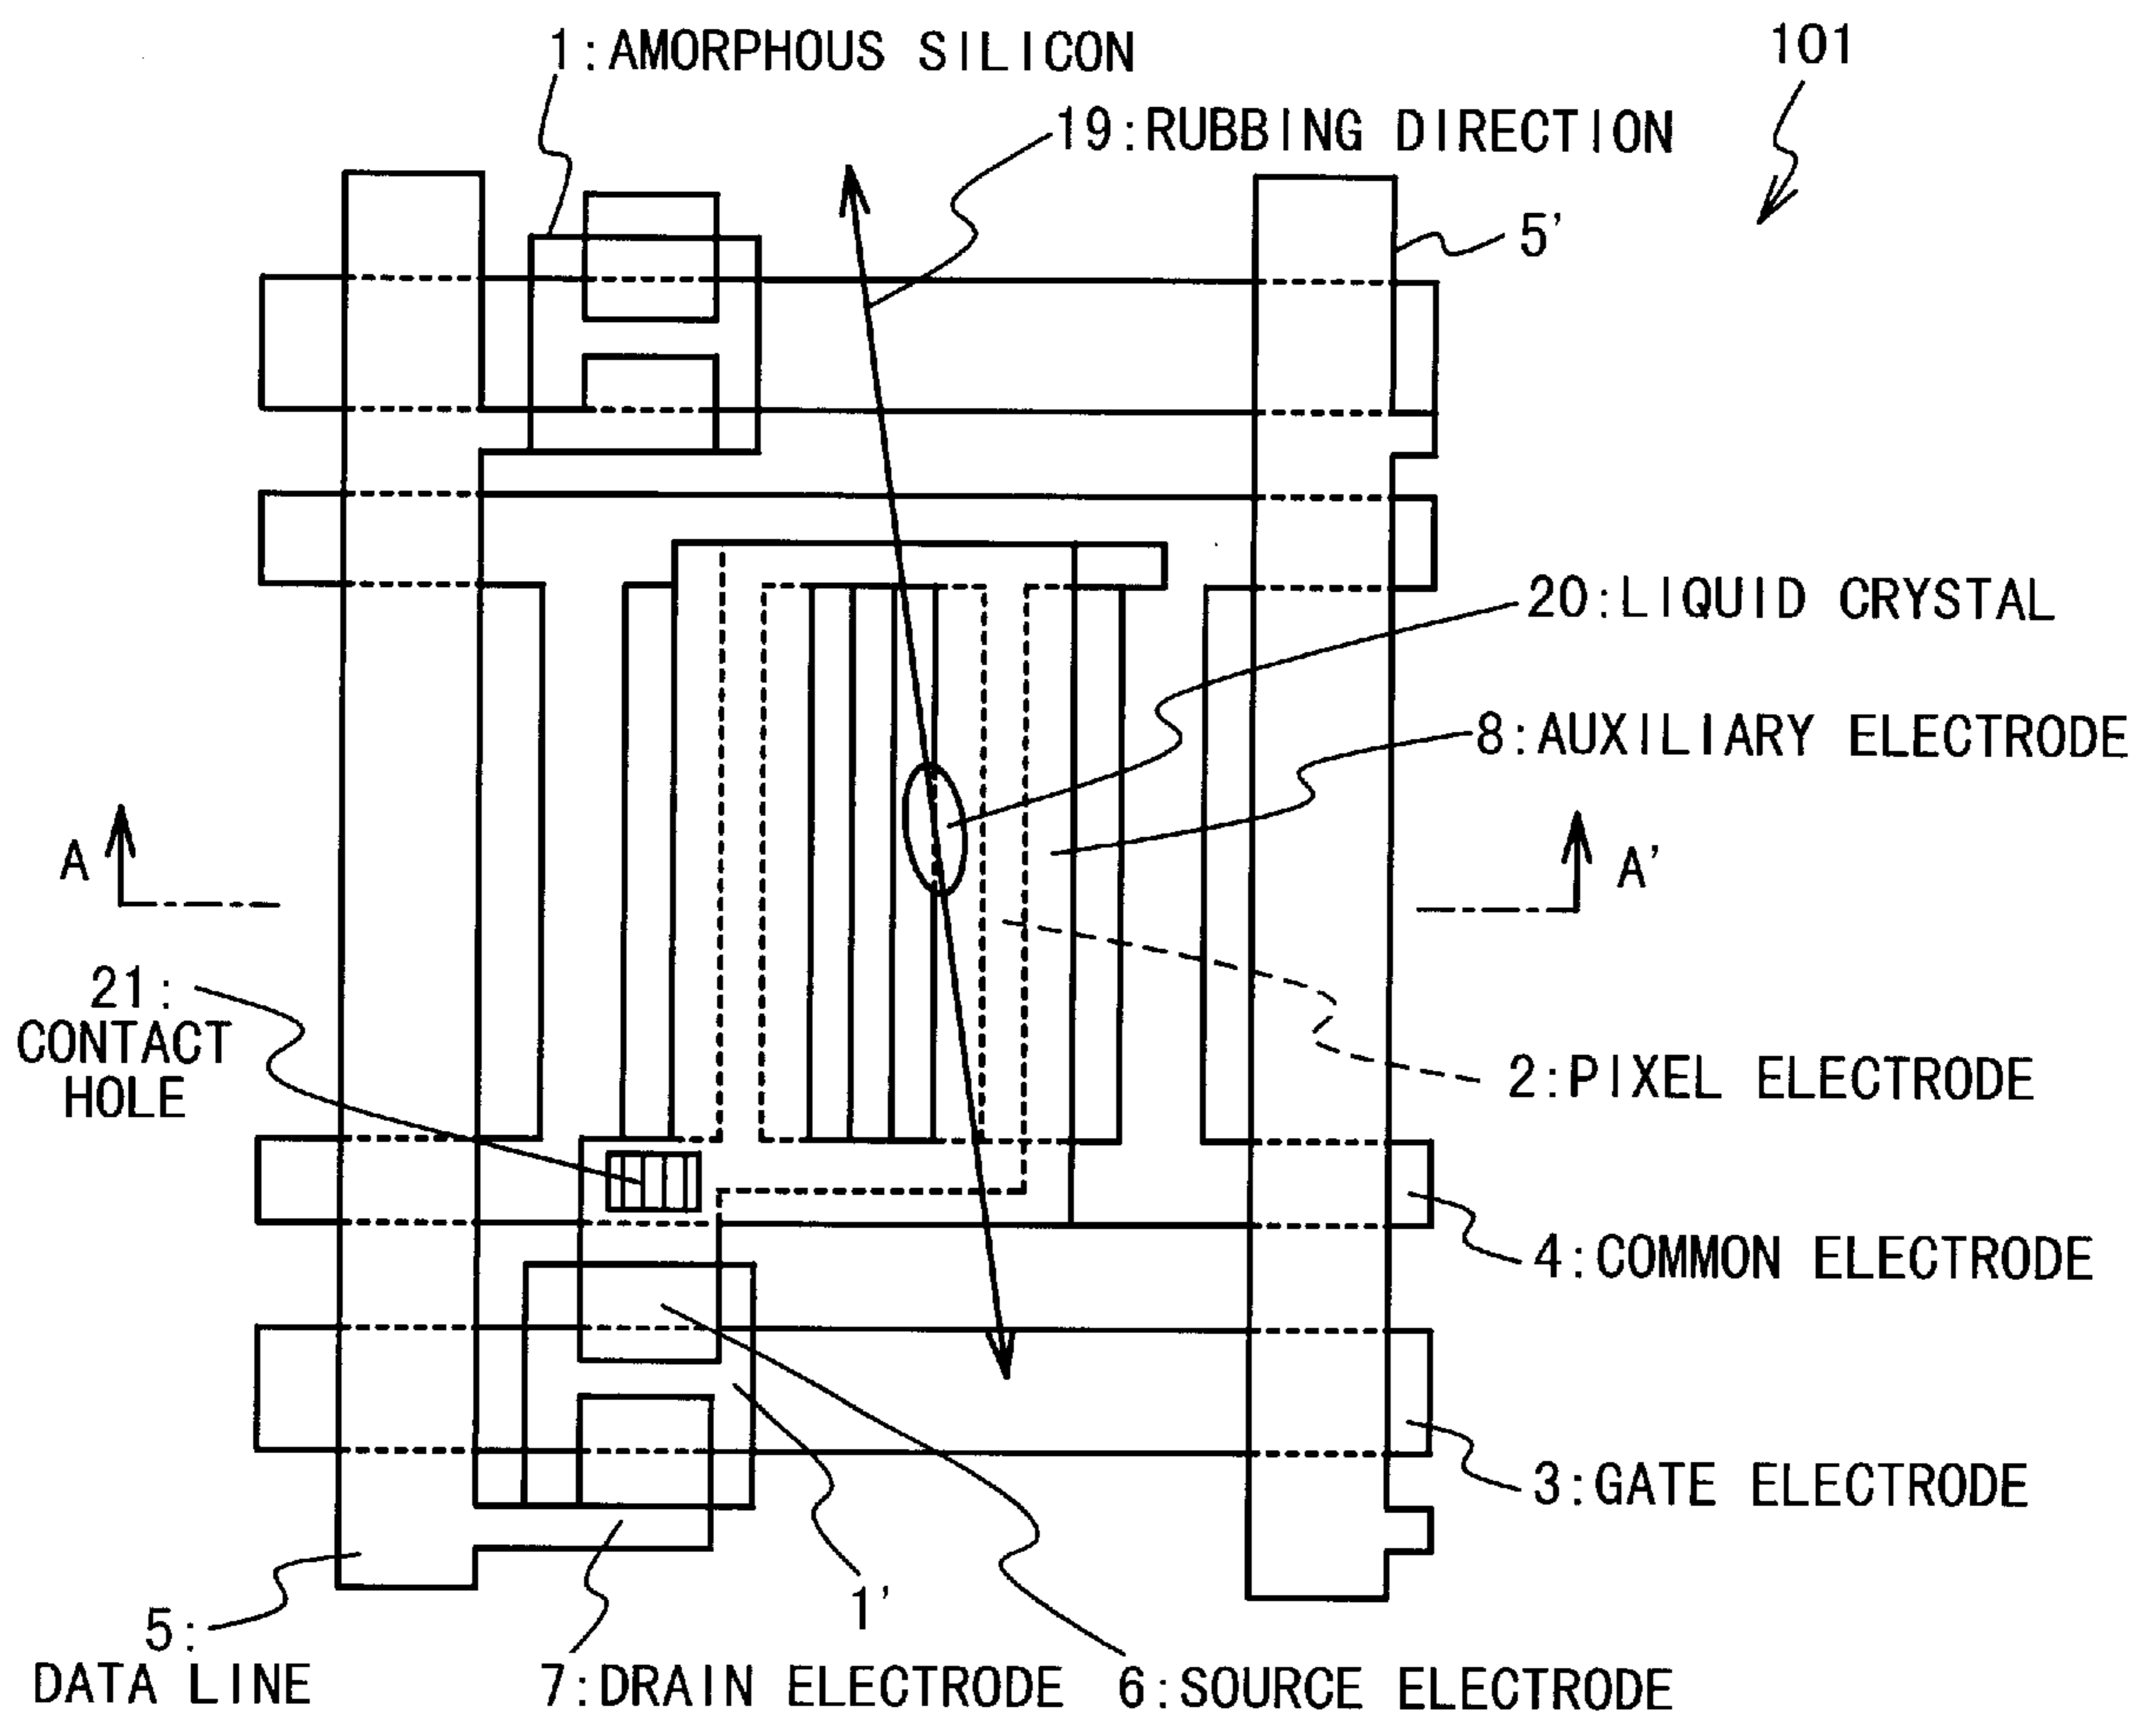 1:AMORPHOUS SILICON
101
19:RUBBING DIRECTION
5'
20:LIQUID CRYSTAL
8:AUXILIARY ELECTRODE
A
A'
21:
CONTACT
HOLE
2:PIXEL ELECTRODE
4:COMMON ELECTRODE
3:GATE ELECTRODE
1'
5:
DATA LINE
7:DRAIN ELECTRODE
6:SOURCE ELECTRODE